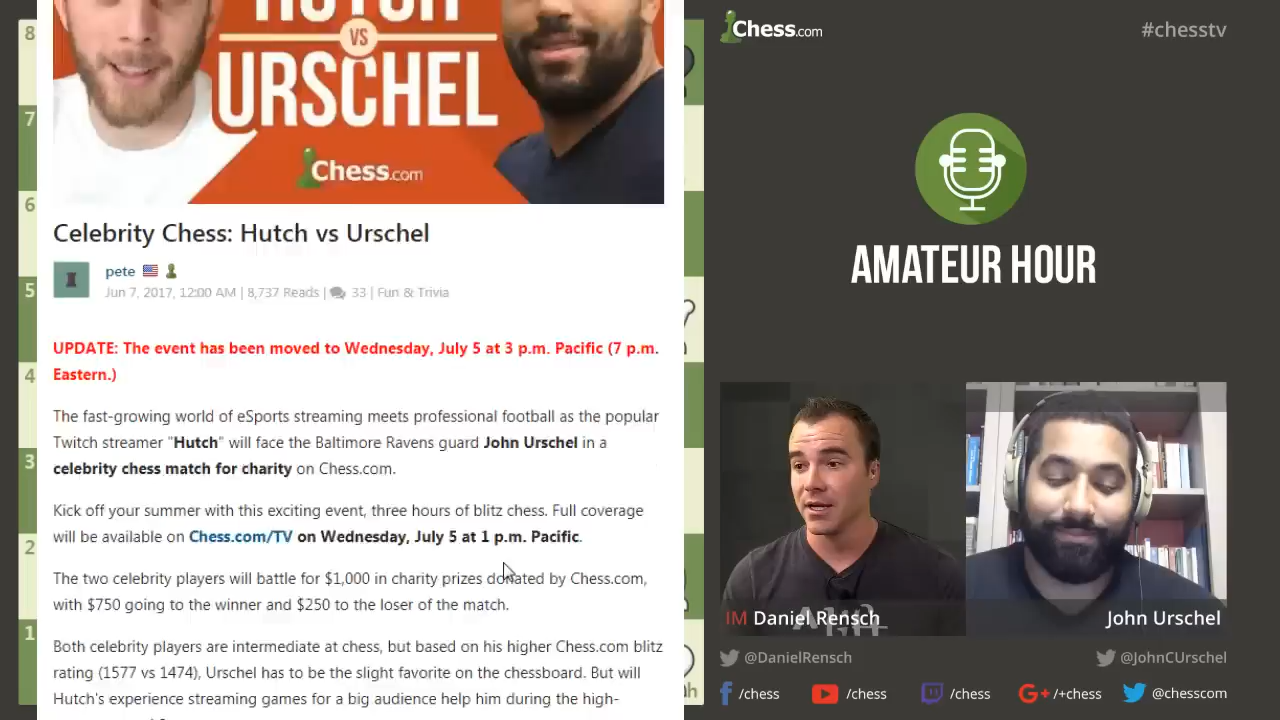 HUTCH
VS
URSCHEL
Chess.com
Celebrity Chess: Hutch vs Urschel
pete
Jun 7, 2017, 12:00 AM | 8,737 Reads | 33 | Fun & Trivia
UPDATE: The event has been moved to Wednesday, July 5 at 3 p.m. Pacific (7 p.m.
Eastern.)
The fast-growing world of eSports streaming meets professional football as the popular
Twitch streamer "Hutch" will face the Baltimore Ravens guard John Urschel in a
celebrity chess match for charity on Chess.com.
Kick off your summer with this exciting event, three hours of blitz chess. Full coverage
will be available on Chess.com/TV on Wednesday, July 5 at 1 p.m. Pacific.
The two celebrity players will battle for $1,000 in charity prizes donated by Chess.com,
with $750 going to the winner and $250 to the loser of the match.
Both celebrity players are intermediate at chess, but based on his higher Chess.com blitz
rating (1577 vs 1474), Urschel has to be the slight favorite on the chessboard. But will
Hutch's experience streaming games for a big audience help him during the high-
8
7
6
5
4
3
2
1
h
Chess.com
#chesstv
AMATEUR HOUR
IM Daniel Rensch
John Urschel
@DanielRensch
@JohnCUrschel
/chess
/chess
/chess
/+chess
@chesscom